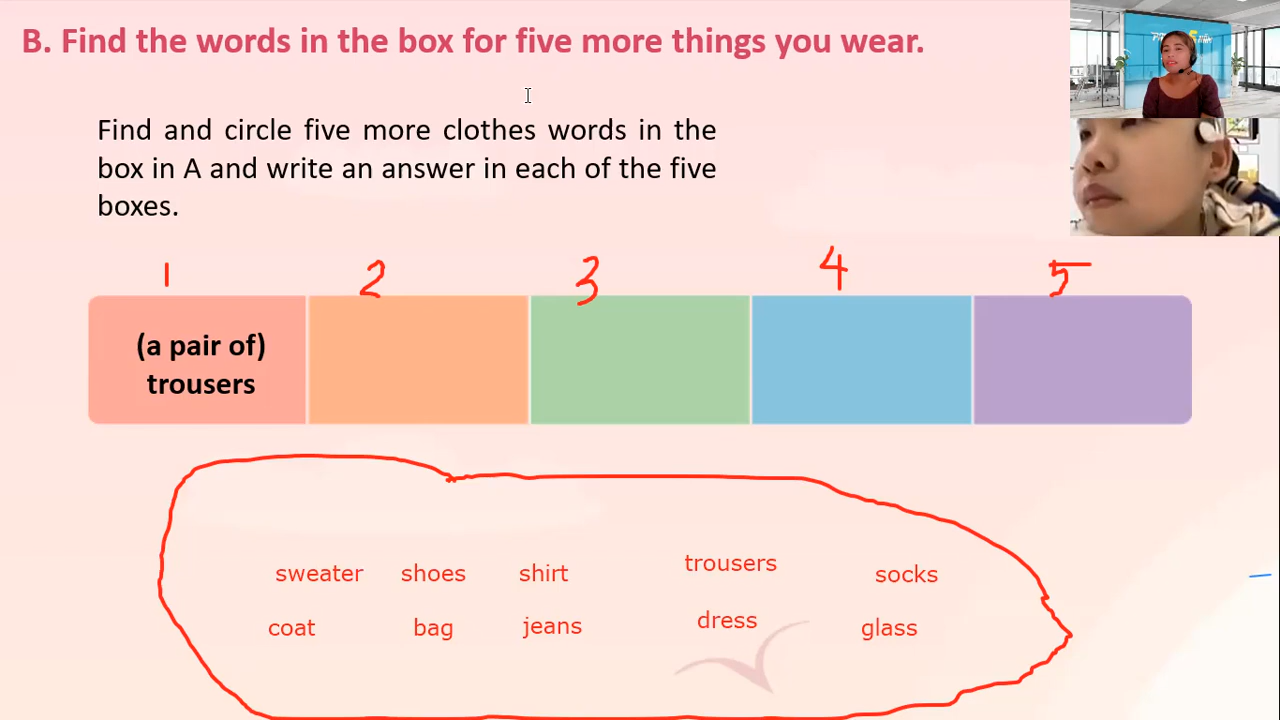 B. Find the words in the box for five more things you wear.
Find and circle five more clothes words in the
box in A and write an answer in each of the five
boxes.
1 2 3 4 5
(a pair of)
trousers
sweater shoes shirt trousers socks
coat bag jeans dress glass